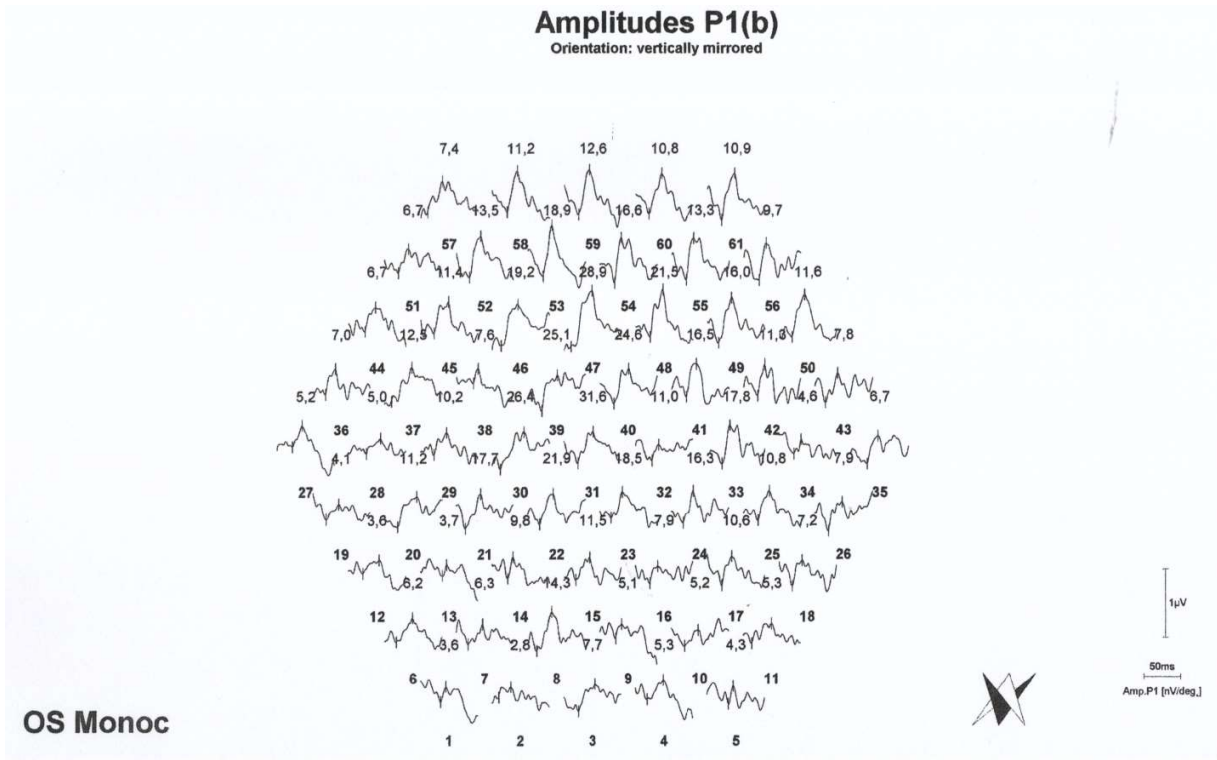 Amplitudes P1(b)
Orientation: vertically mirrored
7,4 11,2 12,6 10,8 10,9
6,7 13,5 18,9 16,6 13,3 9,7
57 58 59 60 61
6,7 11,4 19,2 28,9 21,5 16,0 11,6
51 52 53 54 55 56
7,0 12,5 7,6 25,1 24,6 16,5 7,8
44 45 46 47 48 49 50
5,2 5,0 10,2 26,4 31,6 11,0 17,8 4,6 6,7
36 37 38 39 40 41 42 43
4,1 11,2 17,7 21,9 18,5 16,3 10,8 7,9
27 28 29 30 31 32 33 34 35
3,6 3,7 9,8 11,5 7,9 10,6 7,2
19 20 21 22 23 24 25 26
6,2 6,3 14,3 5,1 5,2 5,3
1µV
12 13 14 15 16 17 18
3,6 2,8 7,7 5,3 4,3
50ms
6 7 8 9 10 11
Amp.P1
OS Monoc
1 2 3 4 5